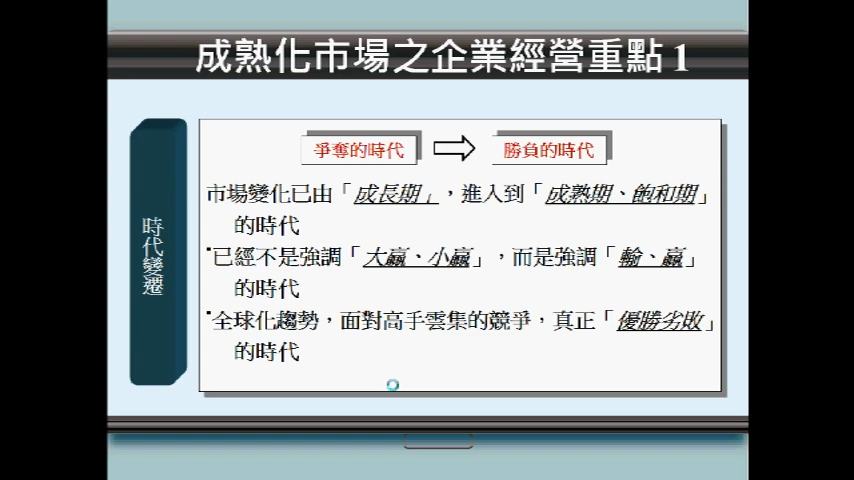 成熟化市場之企業經營重點1
爭奪的時代
勝負的時代
時代變遷
市場變化已由「成長期」，進入到「成熟期、飽和期」
的時代
已經不是強調「大贏、小贏」，而是強調「輸、贏」
的時代
全球化趨勢，面對高手雲集的競爭，真正「優勝劣敗」
的時代